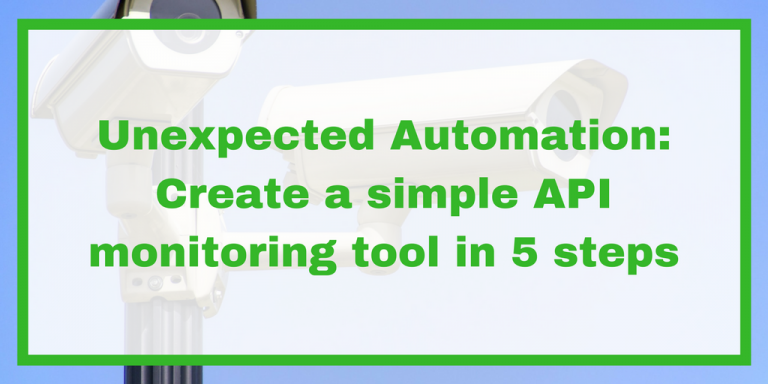 Unexpected Automation:
Create a simple API
monitoring tool in 5 steps